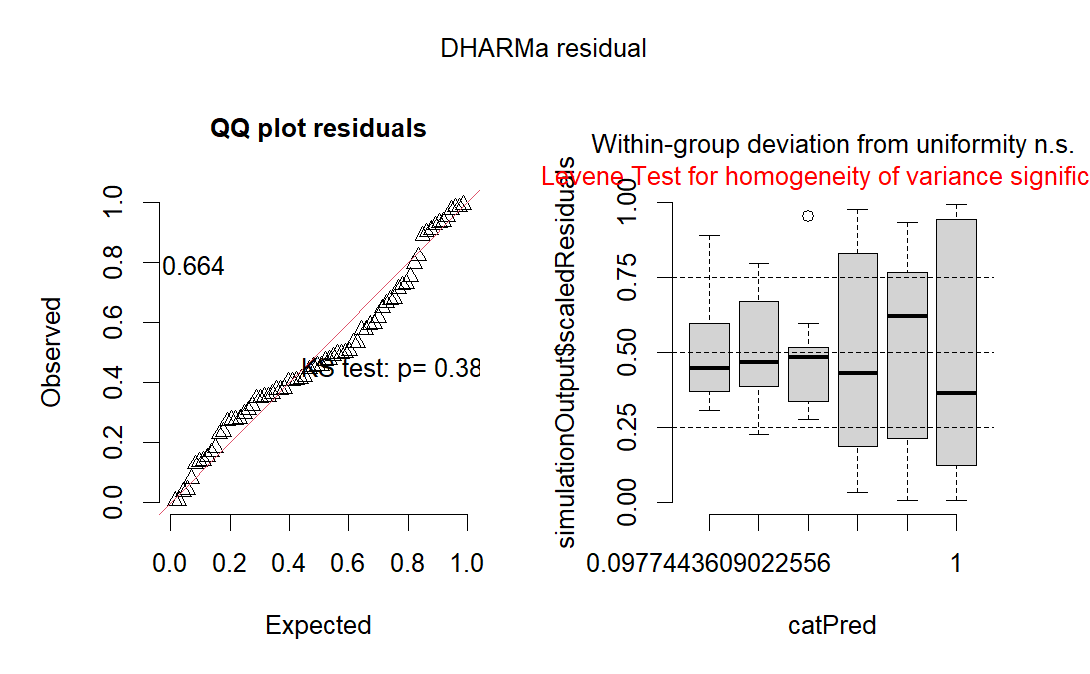 DHARMa residual
QQ plot residuals
Observed
1.0
0.8
0.6
0.4
0.2
0.0
0.664
KS test: p= 0.38
0.0 0.2 0.4 0.6 0.8 1.0
Expected
Within-group deviation from uniformity n.s.
Levene Test for homogeneity of variance signific
simulationOutput$scaledResiduals
1.00
0.75
0.50
0.25
0.00
0.0977443609022556 1
catPred